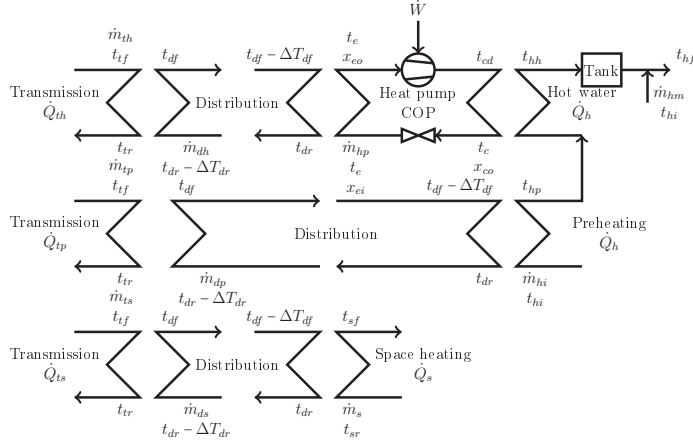 Ẇ
ṁ_th t_e
t_tf t_df t_df − ΔT_df x_eo t_cd t_hh t_hf
Transmission Distribution Heat pump Hot water Tank
Q̇_th COP Q̇_h ṁ_hm
t_hi
t_tr ṁ_dh t_dr ṁ_hp t_c
ṁ_tp t_dr − ΔT_dr t_e x_co
t_tf t_df x_ei t_df − ΔT_df t_hp
Transmission Distribution Preheating
Q̇_tp Q̇_h
t_tr ṁ_dp t_dr ṁ_hi
ṁ_ts t_dr − ΔT_dr t_hi
t_tf t_df t_df − ΔT_df t_sf
Transmission Distribution Space heating
Q̇_ts Q̇_s
t_tr ṁ_ds t_dr ṁ_s
t_dr − ΔT_dr t_sr